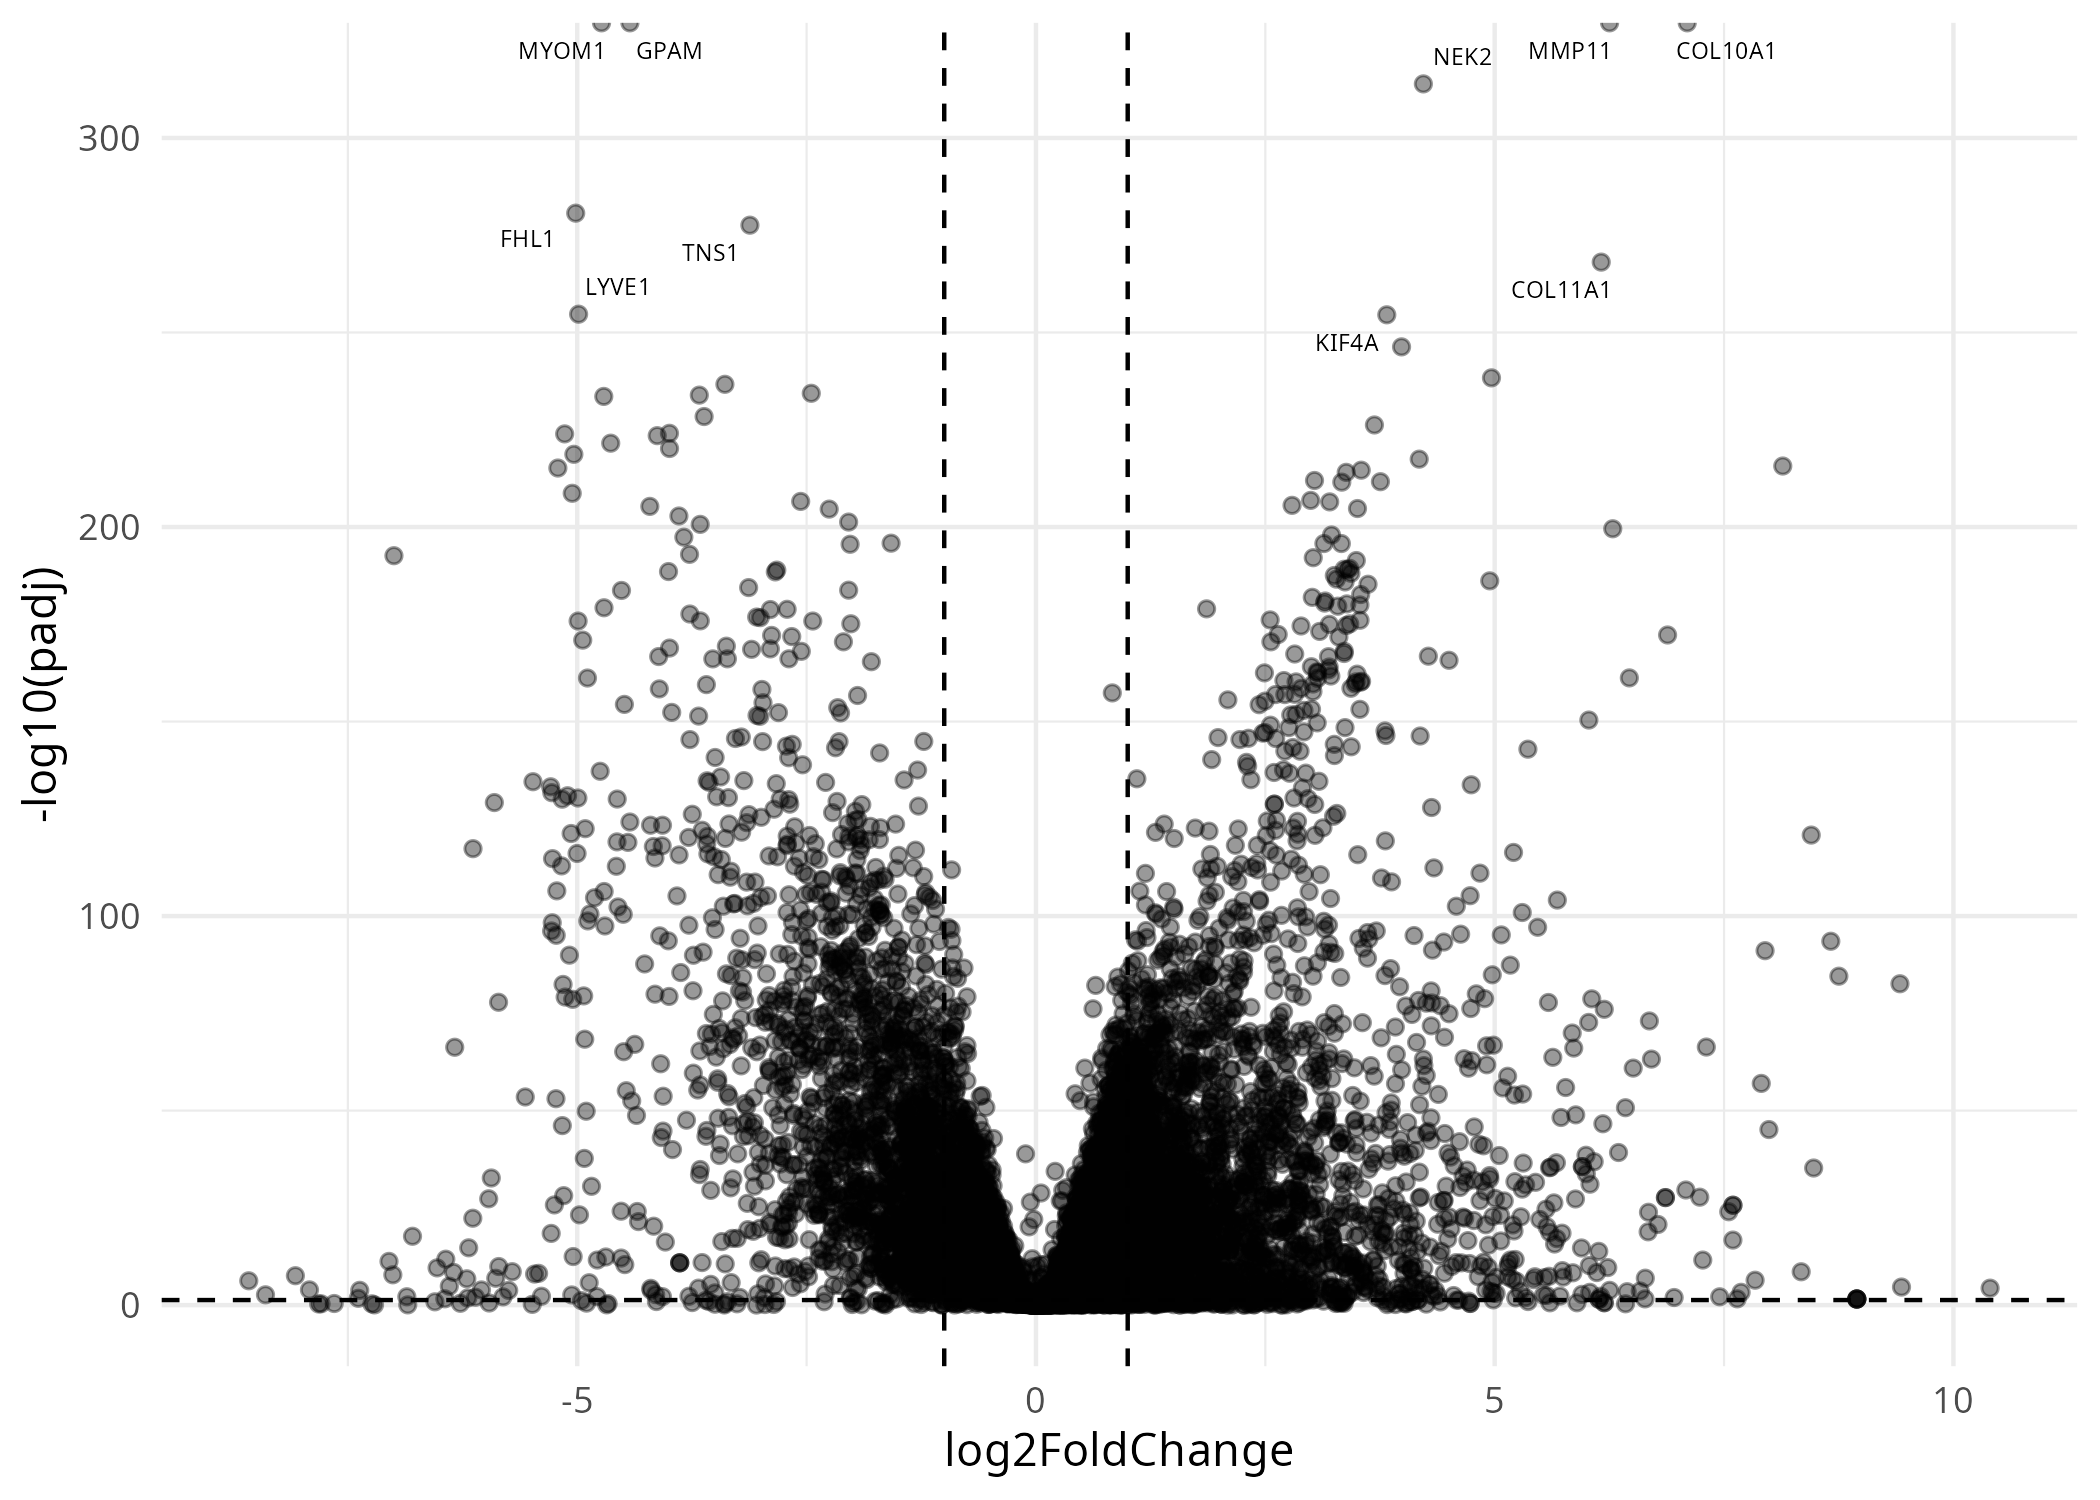 MYOM1
GPAM
NEK2
MMP11
COL10A1
300
FHL1
TNS1
LYVE1
COL11A1
KIF4A
200
-log10(padj)
100
0
-5
0
5
10
log2FoldChange